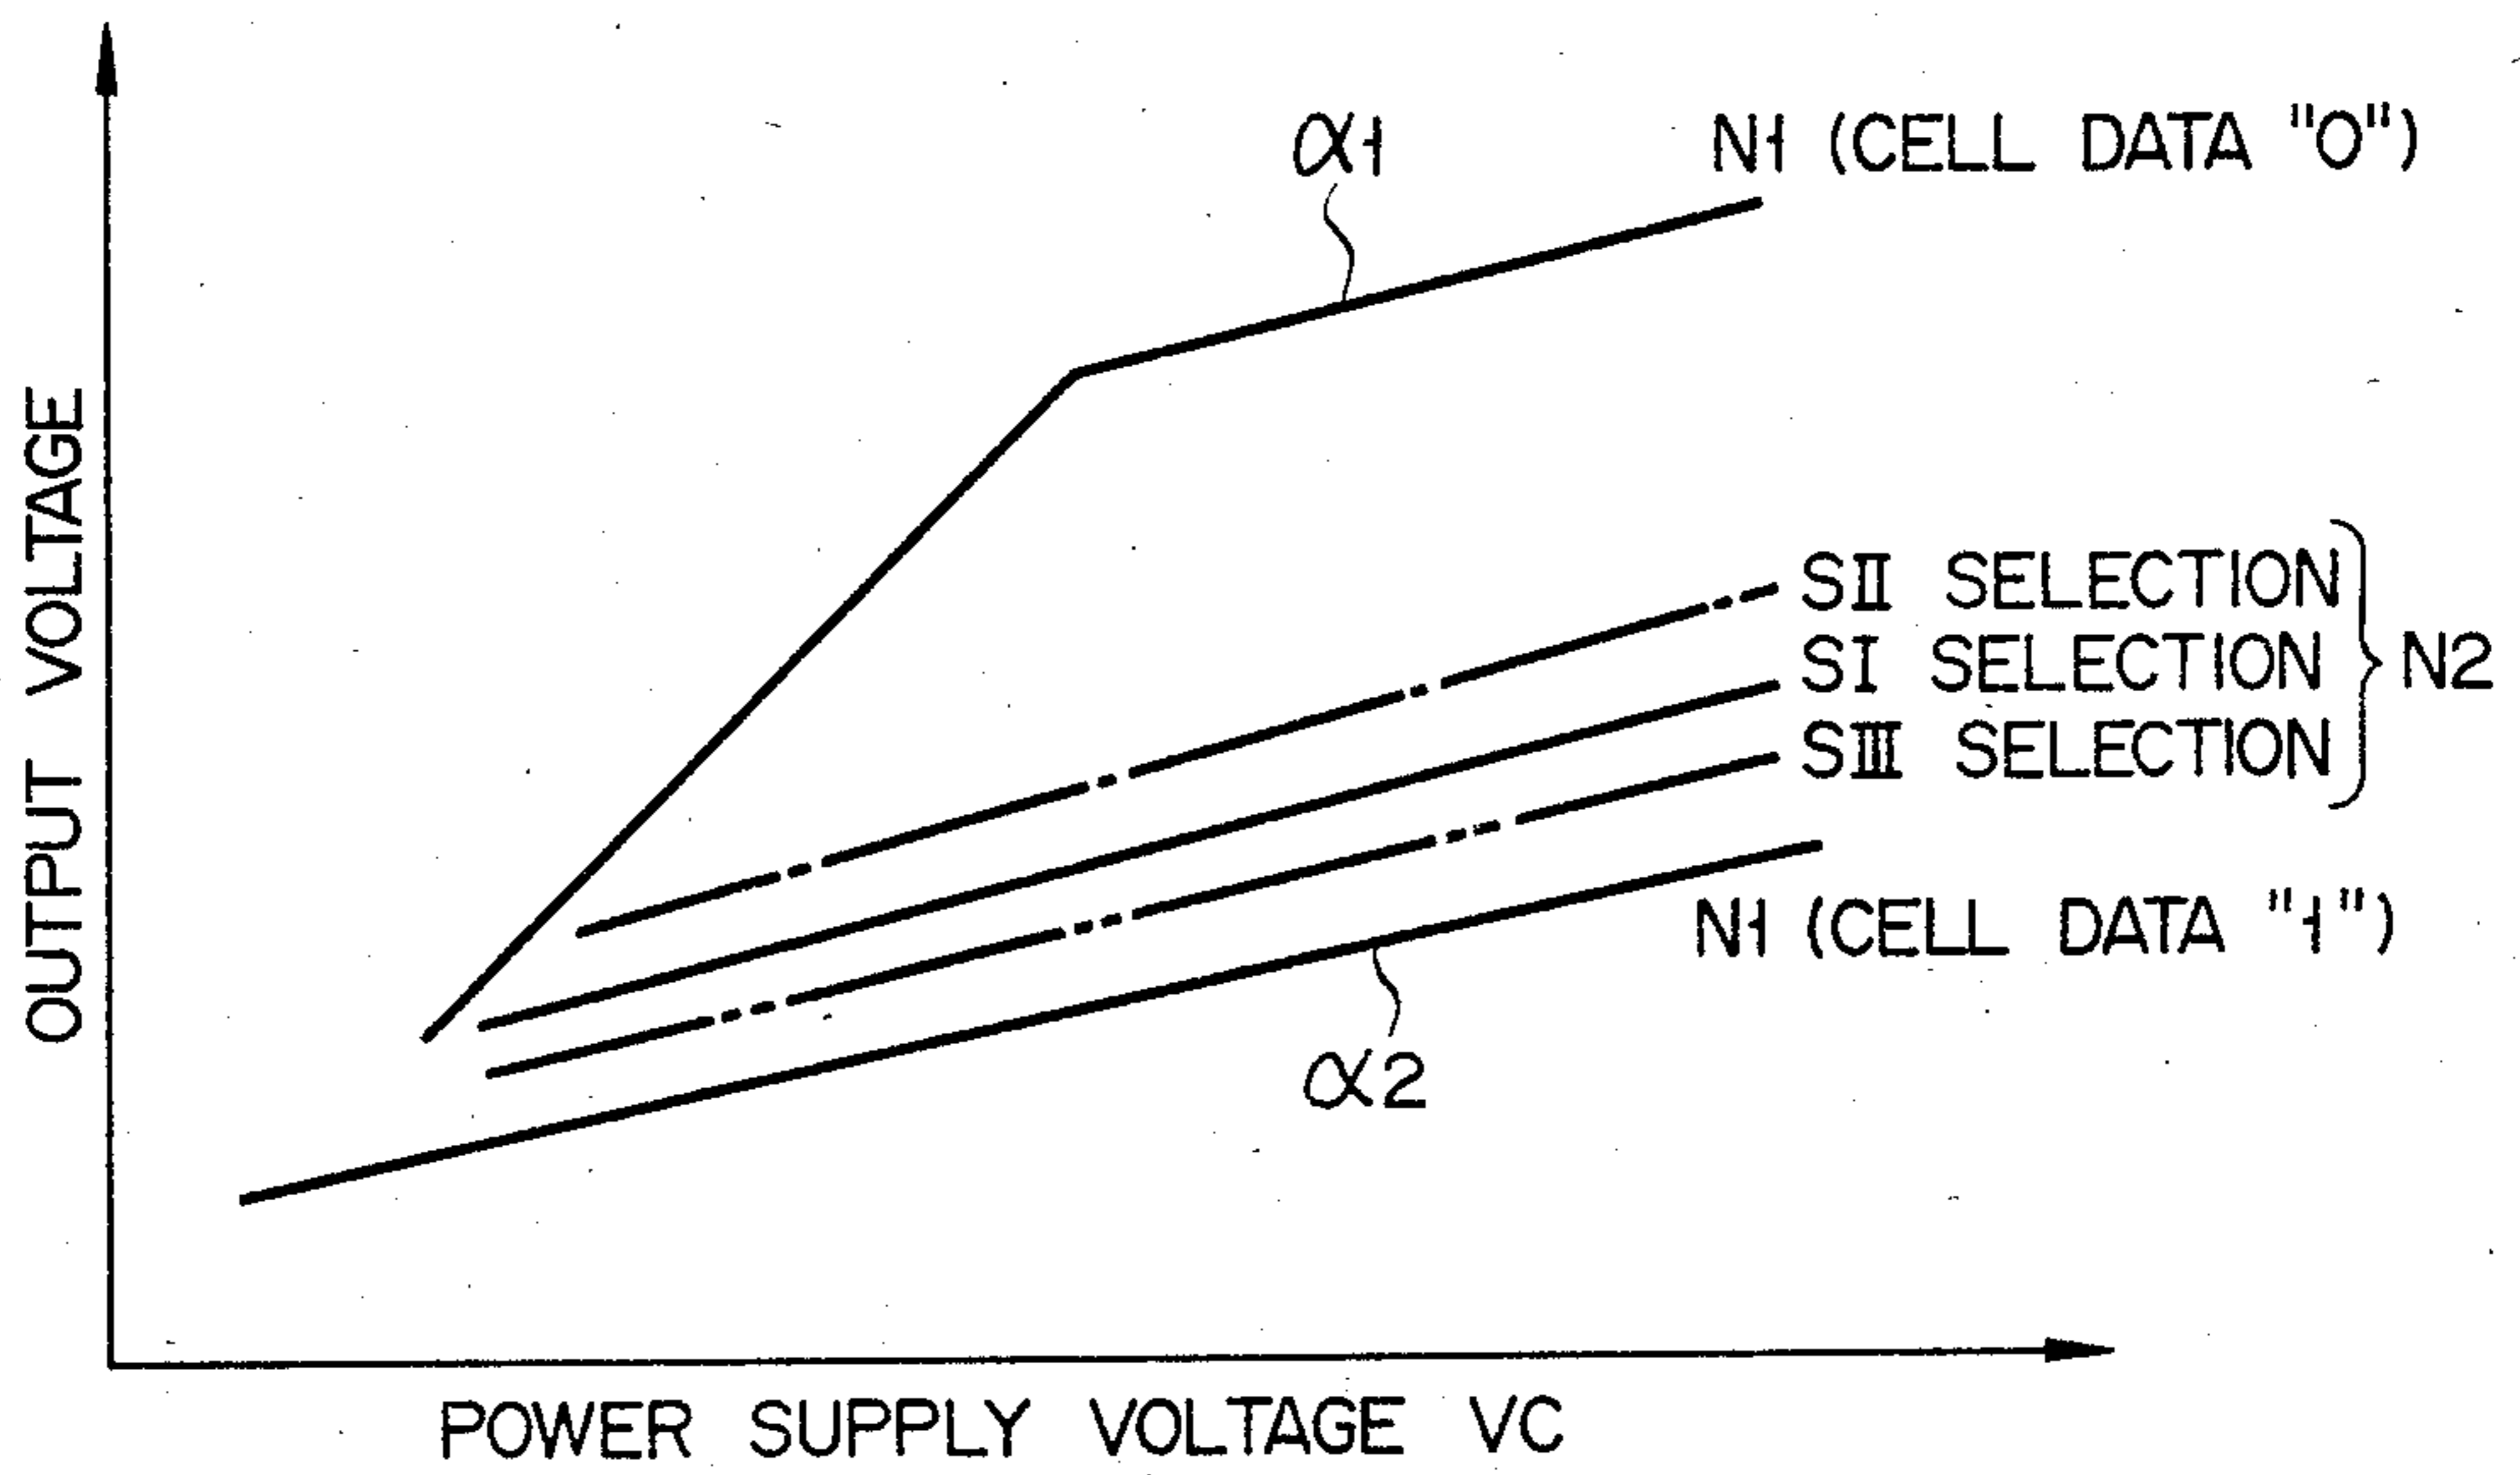 α1
N1 (CELL DATA "0")
OUTPUT VOLTAGE
SII SELECTION
SI SELECTION
SIII SELECTION
N2
N1 (CELL DATA "1")
α2
POWER SUPPLY VOLTAGE VC